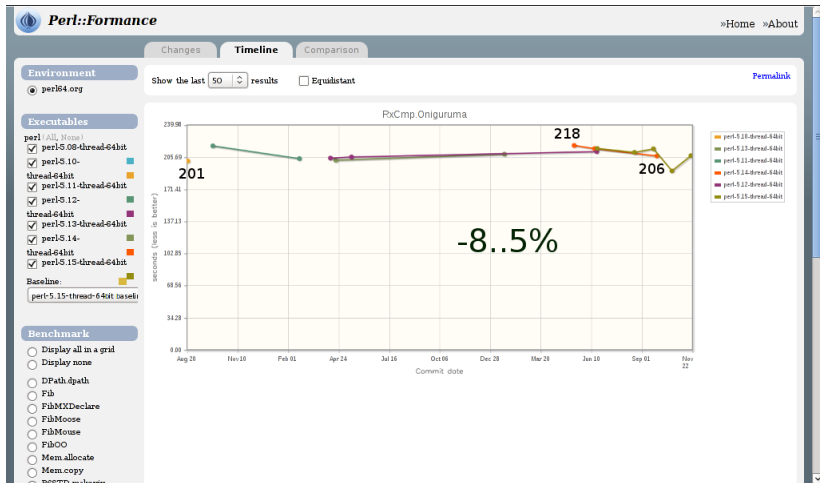 Perl::Formance
»Home »About
Changes Timeline Comparison
Environment
perl64.org
Executables
perl (All, None)
perl-5.08-thread-64bit
perl-5.10-
thread-64bit
perl-5.11-thread-64bit
perl-5.12-
thread-64bit
perl-5.13-thread-64bit
perl-5.14-
thread-64bit
perl-5.15-thread-64bit
Baseline:
perl-5.15-thread-64bit baselin
Benchmark
Display all in a grid
Display none
DPath.dpath
Fib
FibMXDeclare
FibMoose
FibMouse
FibOO
Mem.allocate
Mem.copy
Show the last 50 results Equidistant
Permalink
RxCmp.Oniguruma
239.98
205.69
171.41
137.13
102.85
68.56
34.28
0.00
seconds (less is better)
201
218
206
-8..5%
Aug 20 Nov 10 Feb 01 Apr 24 Jul 16 Oct 06 Dec 28 Mar 20 Jun 10 Sep 01 Nov
22
Commit date
perl-5.10-thread-64bit
perl-5.13-thread-64bit
perl-5.11-thread-64bit
perl-5.14-thread-64bit
perl-5.12-thread-64bit
perl-5.15-thread-64bit